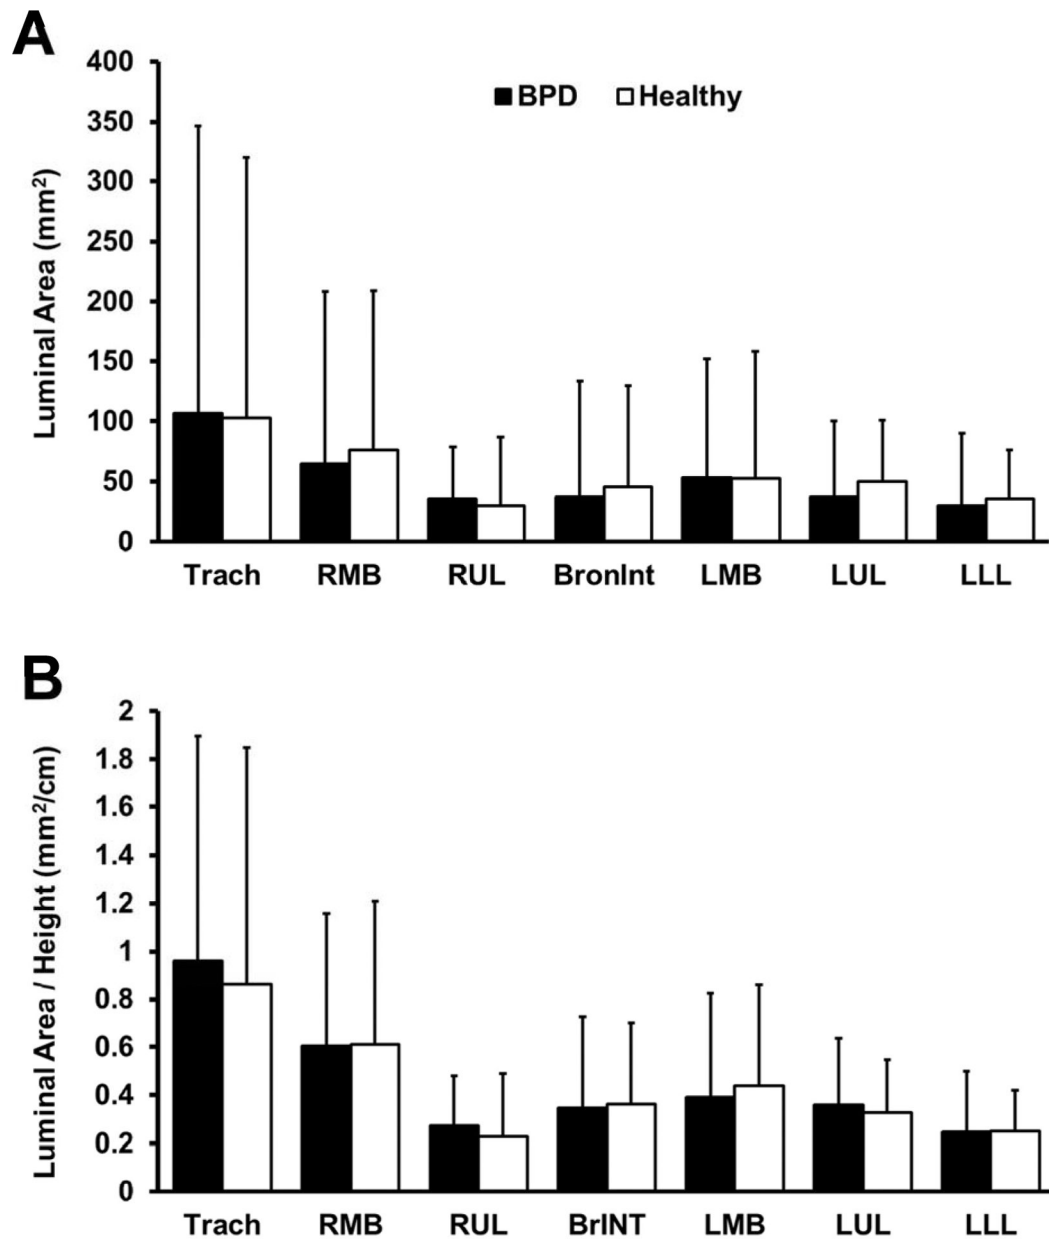 A
400
350
300
250
200
150
100
50
0
Luminal Area (mm²)
BPD Healthy
Trach RMB RUL BronInt LMB LUL LLL
B
2
1.8
1.6
1.4
1.2
1
0.8
0.6
0.4
0.2
0
Luminal Area / Height (mm²/cm)
Trach RMB RUL BrINT LMB LUL LLL